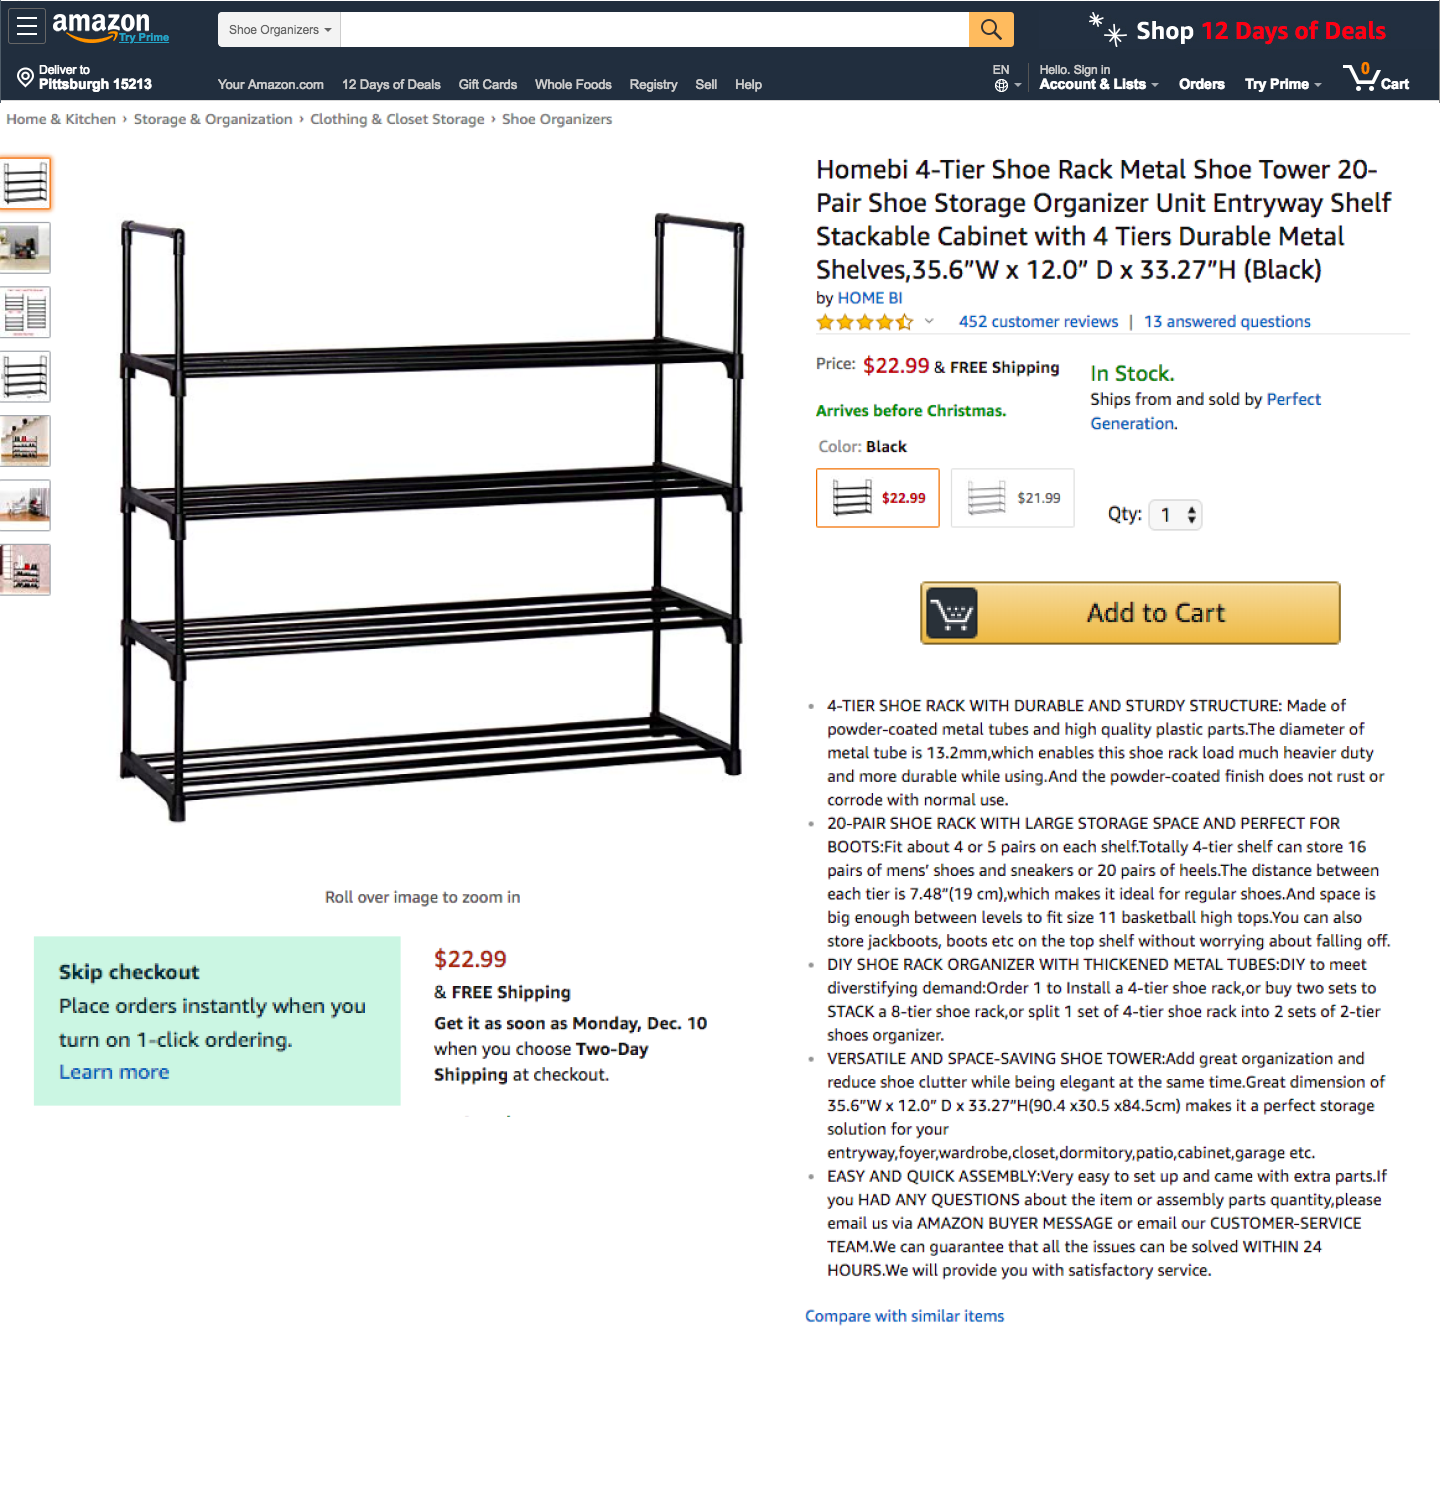 amazon
Try Prime
Shoe Organizers
Shop 12 Days of Deals
Deliver to
Pittsburgh 15213
Your Amazon.com
12 Days of Deals
Gift Cards
Whole Foods
Registry
Sell
Help
EN
Hello. Sign in
Account & Lists
Orders
Try Prime
0
Cart
Home & Kitchen › Storage & Organization › Clothing & Closet Storage › Shoe Organizers
Homebi 4-Tier Shoe Rack Metal Shoe Tower 20-
Pair Shoe Storage Organizer Unit Entryway Shelf
Stackable Cabinet with 4 Tiers Durable Metal
Shelves,35.6”W x 12.0” D x 33.27”H (Black)
by HOME BI
452 customer reviews | 13 answered questions
Price: $22.99 & FREE Shipping
Arrives before Christmas.
In Stock.
Ships from and sold by Perfect
Generation.
Color: Black
$22.99
$21.99
Qty: 1
Add to Cart
4-TIER SHOE RACK WITH DURABLE AND STURDY STRUCTURE: Made of
powder-coated metal tubes and high quality plastic parts.The diameter of
metal tube is 13.2mm,which enables this shoe rack load much heavier duty
and more durable while using.And the powder-coated finish does not rust or
corrode with normal use.
20-PAIR SHOE RACK WITH LARGE STORAGE SPACE AND PERFECT FOR
BOOTS:Fit about 4 or 5 pairs on each shelf.Totally 4-tier shelf can store 16
pairs of mens’ shoes and sneakers or 20 pairs of heels.The distance between
each tier is 7.48”(19 cm),which makes it ideal for regular shoes.And space is
big enough between levels to fit size 11 basketball high tops.You can also
store jackboots, boots etc on the top shelf without worrying about falling off.
DIY SHOE RACK ORGANIZER WITH THICKENED METAL TUBES:DIY to meet
diverstifying demand:Order 1 to Install a 4-tier shoe rack,or buy two sets to
STACK a 8-tier shoe rack,or split 1 set of 4-tier shoe rack into 2 sets of 2-tier
shoes organizer.
VERSATILE AND SPACE-SAVING SHOE TOWER:Add great organization and
reduce shoe clutter while being elegant at the same time.Great dimension of
35.6”W x 12.0” D x 33.27”H(90.4 x30.5 x84.5cm) makes it a perfect storage
solution for your
entryway,foyer,wardrobe,closet,dormitory,patio,cabinet,garage etc.
EASY AND QUICK ASSEMBLY:Very easy to set up and came with extra parts.If
you HAD ANY QUESTIONS about the item or assembly parts quantity,please
email us via AMAZON BUYER MESSAGE or email our CUSTOMER-SERVICE
TEAM.We can guarantee that all the issues can be solved WITHIN 24
HOURS.We will provide you with satisfactory service.
Compare with similar items
Roll over image to zoom in
Skip checkout
Place orders instantly when you
turn on 1-click ordering.
Learn more
$22.99
& FREE Shipping
Get it as soon as Monday, Dec. 10
when you choose Two-Day
Shipping at checkout.